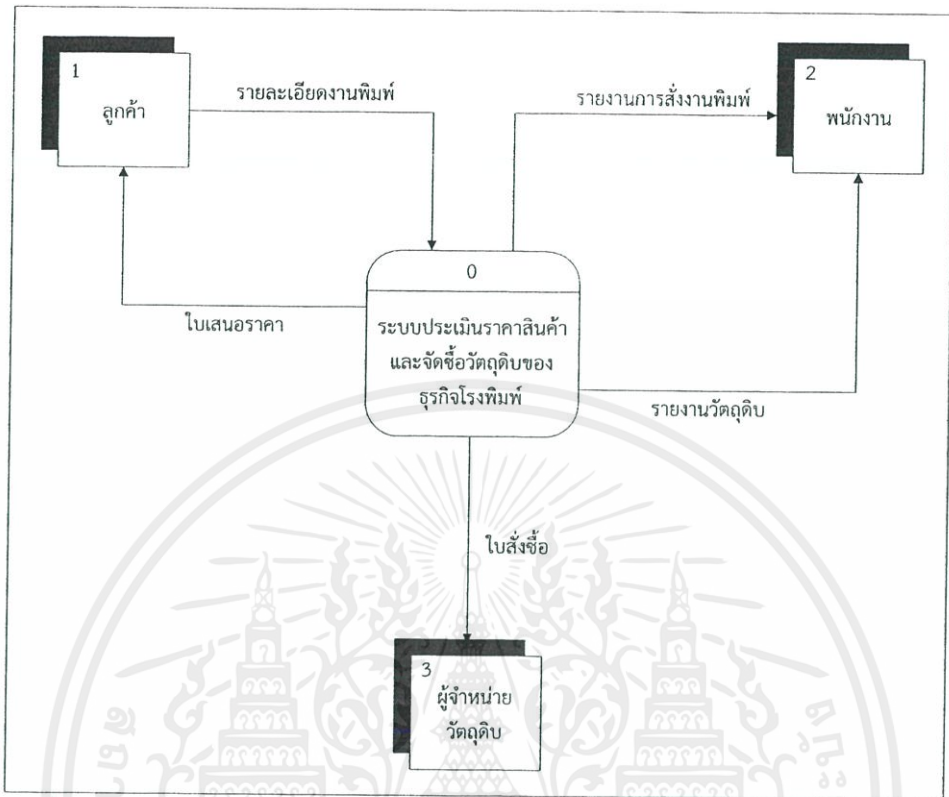 1
ลูกค้า
รายละเอียดงานพิมพ์
รายงานการสั่งงานพิมพ์
2
พนักงาน
0
ระบบประเมินราคาสินค้า
และจัดซื้อวัตถุดิบของ
ธุรกิจโรงพิมพ์
ใบเสนอราคา
รายงานวัตถุดิบ
ใบสั่งซื้อ
3
ผู้จำหน่าย
วัตถุดิบ